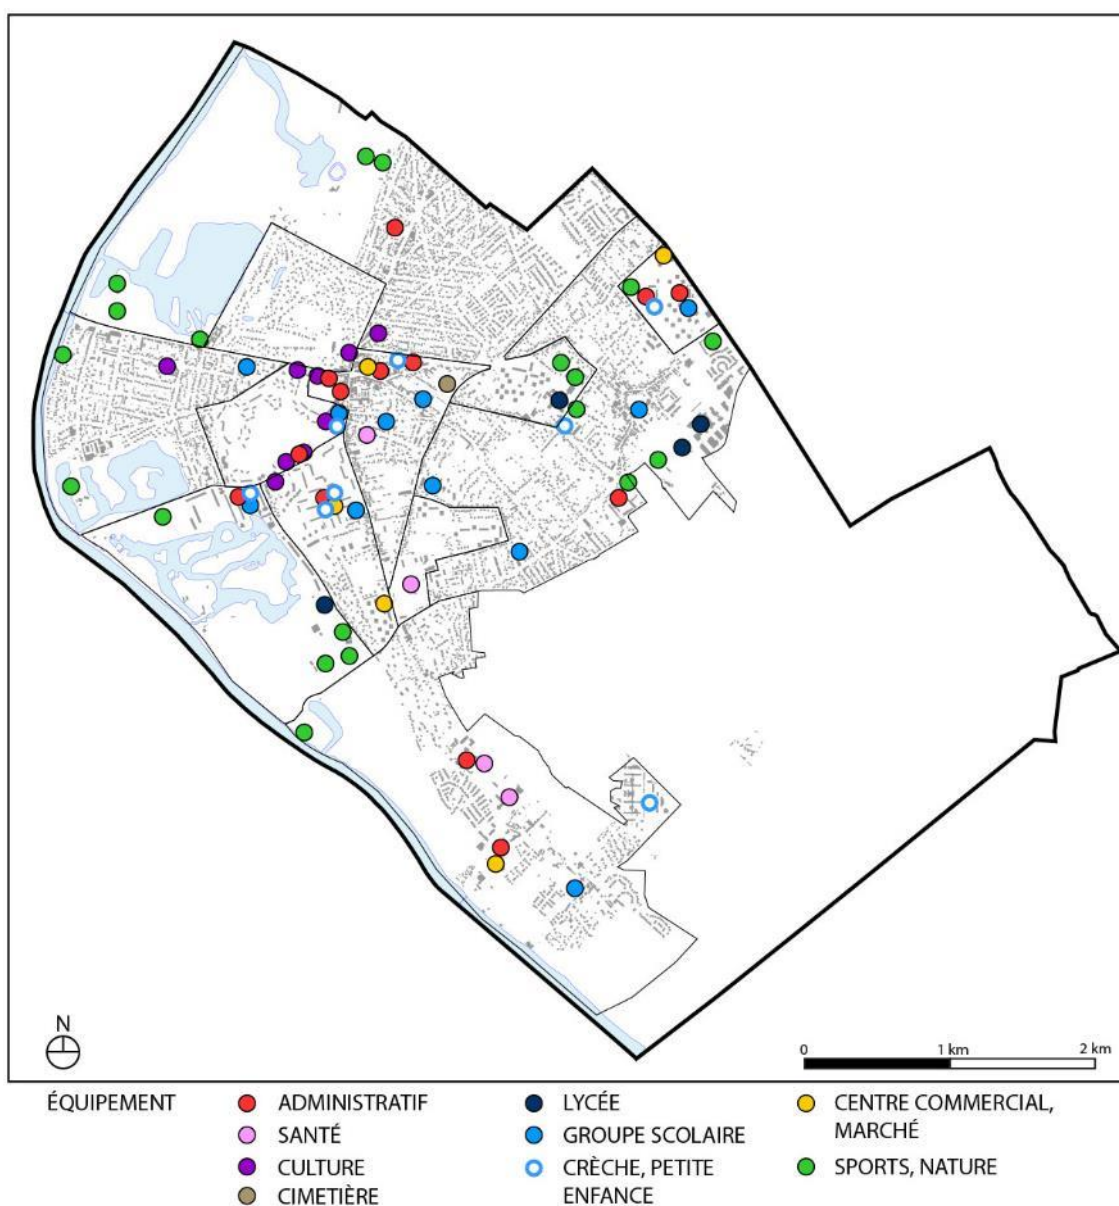 N
0 1 km 2 km
ÉQUIPEMENT
ADMINISTRATIF
SANTÉ
CULTURE
CIMETIÈRE
LYCÉE
GROUPE SCOLAIRE
CRÈCHE, PETITE
ENFANCE
CENTRE COMMERCIAL,
MARCHÉ
SPORTS, NATURE